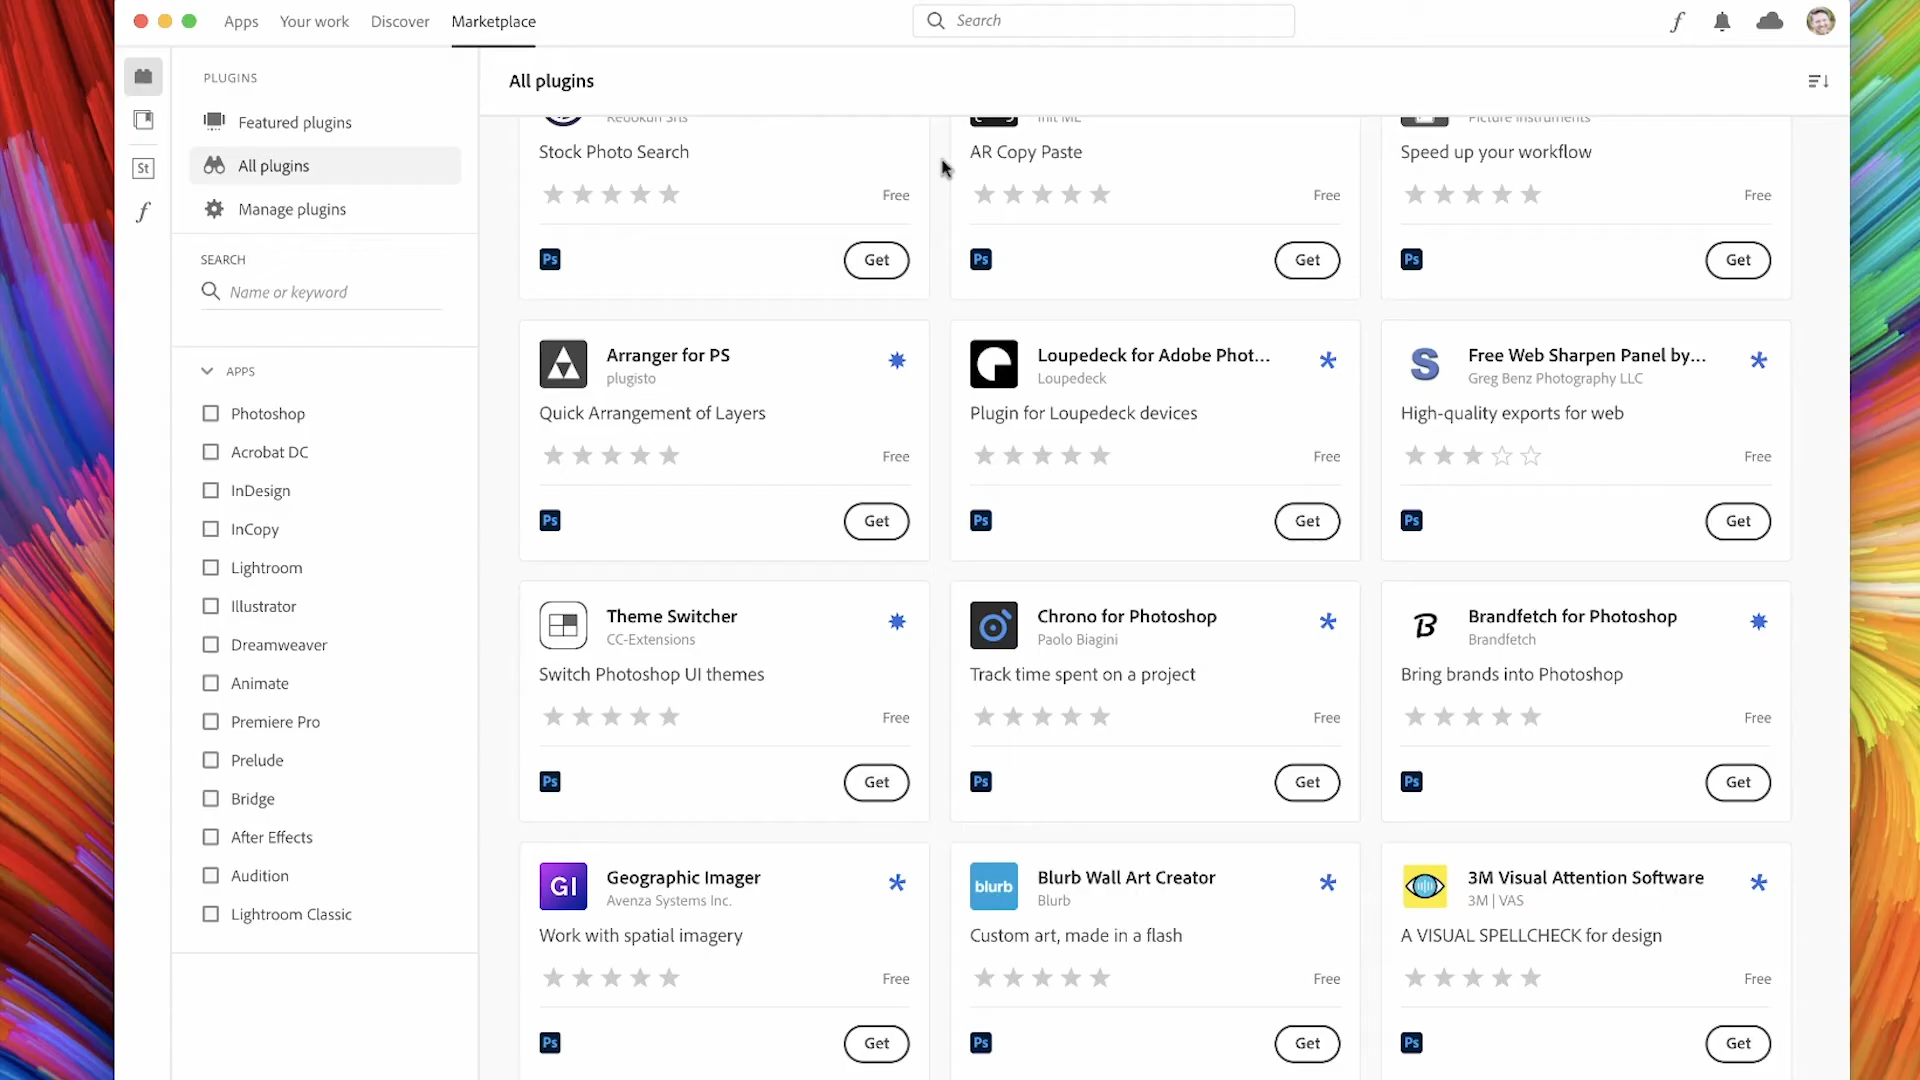 Apps Your work Discover Marketplace
Search
PLUGINS
Featured plugins
All plugins
Manage plugins
St
SEARCH
Name or keyword
APPS
Photoshop
Acrobat DC
InDesign
InCopy
Lightroom
Illustrator
Dreamweaver
Animate
Premiere Pro
Prelude
Bridge
After Effects
Audition
Lightroom Classic
All plugins
Stock Photo Search
Free
Ps
Get
AR Copy Paste
Free
Ps
Get
Picture Instruments
Speed up your workflow
Free
Ps
Get
Arranger for PS
plugisto
Quick Arrangement of Layers
Free
Ps
Get
Loupedeck for Adobe Phot...
Loupedeck
Plugin for Loupedeck devices
Free
Ps
Get
S
Free Web Sharpen Panel by...
Greg Benz Photography LLC
High-quality exports for web
Free
Ps
Get
Theme Switcher
CC-Extensions
Switch Photoshop UI themes
Free
Ps
Get
Chrono for Photoshop
Paolo Biagini
Track time spent on a project
Free
Ps
Get
B
Brandfetch for Photoshop
Brandfetch
Bring brands into Photoshop
Free
Ps
Get
GI
Geographic Imager
Avenza Systems Inc.
Work with spatial imagery
Free
Ps
Get
blurb
Blurb Wall Art Creator
Blurb
Custom art, made in a flash
Free
Ps
Get
3M Visual Attention Software
3M | VAS
A VISUAL SPELLCHECK for design
Free
Ps
Get